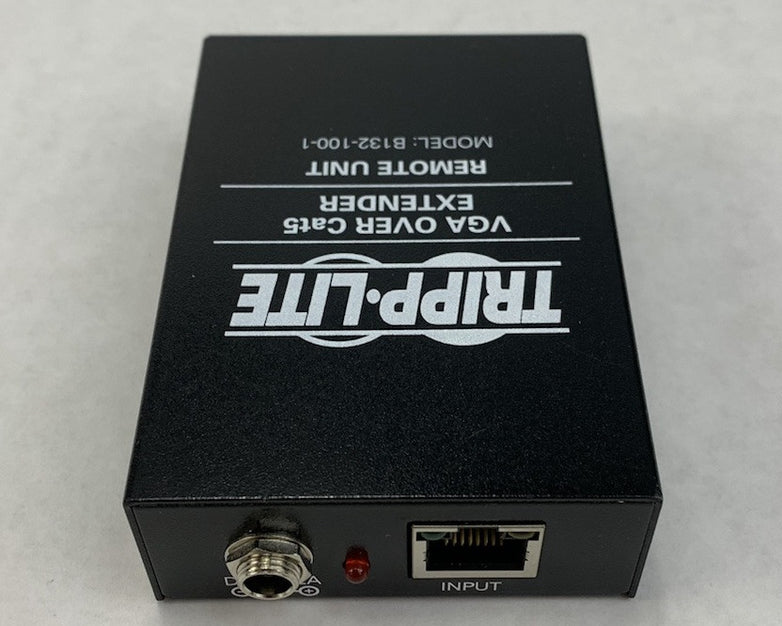 TRIPP·LITE
VGA OVER Cat5
EXTENDER
REMOTE UNIT
MODEL: B132-100-1
INPUT